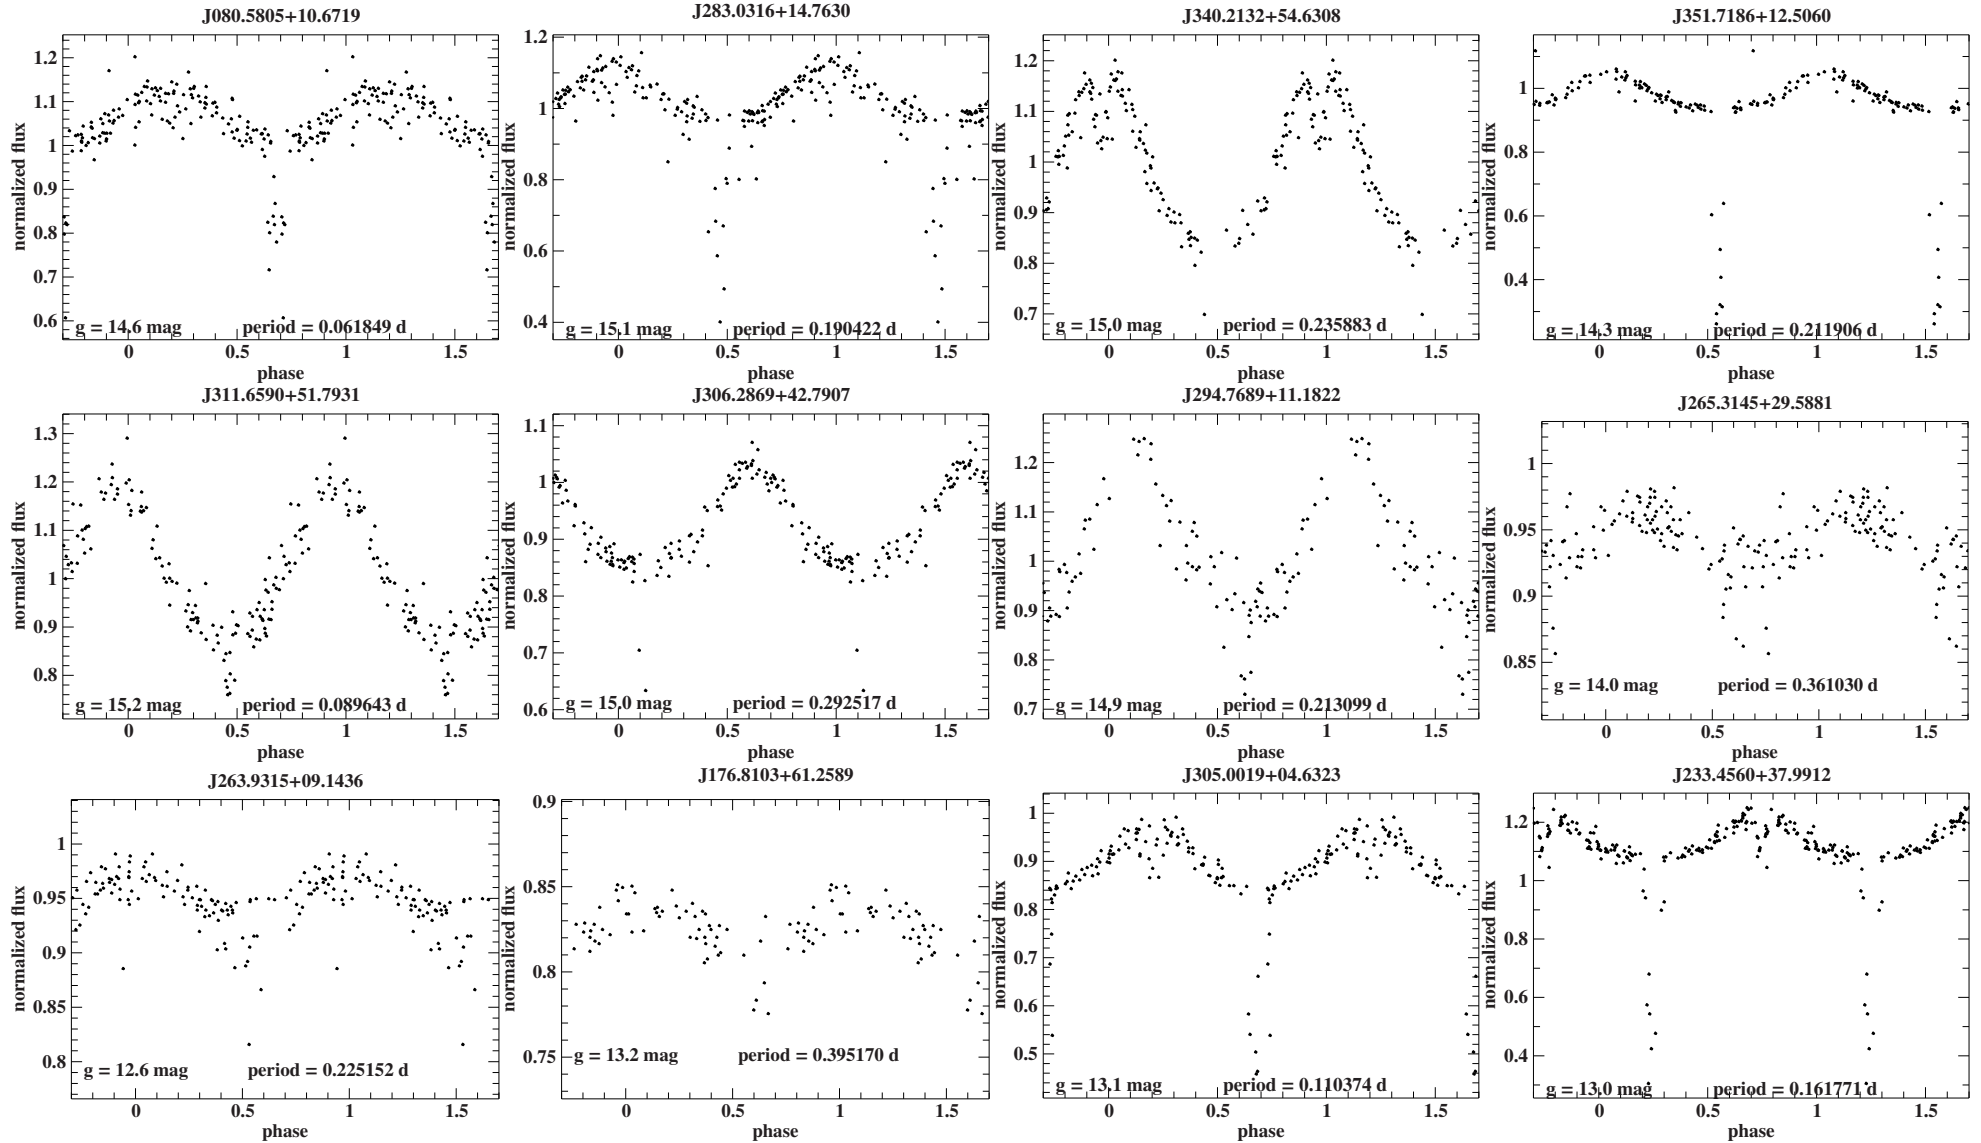 J080.5805+10.6719
1.2
1.1
1
0.9
0.8
0.7
0.6
normalized flux
g = 14.6 mag
period = 0.061849 d
0
0.5
1
1.5
phase
J283.0316+14.7630
1.2
1
0.8
0.6
0.4
normalized flux
g = 15.1 mag
period = 0.190422 d
0
0.5
1
1.5
phase
J340.2132+54.6308
1.2
1.1
1
0.9
0.8
0.7
normalized flux
g = 15.0 mag
period = 0.235883 d
0
0.5
1
1.5
phase
J351.7186+12.5060
1
0.8
0.6
0.4
normalized flux
g = 14.3 mag
period = 0.211906 d
0
0.5
1
1.5
phase
J311.6590+51.7931
1.3
1.2
1.1
1
0.9
0.8
normalized flux
g = 15.2 mag
period = 0.089643 d
0
0.5
1
1.5
phase
J306.2869+42.7907
1.1
1
0.9
0.8
0.7
0.6
normalized flux
g = 15.0 mag
period = 0.292517 d
0
0.5
1
1.5
phase
J294.7689+11.1822
1.2
1.1
1
0.9
0.8
0.7
normalized flux
g = 14.9 mag
period = 0.213099 d
0
0.5
1
1.5
phase
J265.3145+29.5881
1
0.95
0.9
0.85
normalized flux
g = 14.0 mag
period = 0.361030 d
0
0.5
1
1.5
phase
J263.9315+09.1436
1
0.95
0.9
0.85
0.8
normalized flux
g = 12.6 mag
period = 0.225152 d
0
0.5
1
1.5
phase
J176.8103+61.2589
0.9
0.85
0.8
0.75
normalized flux
g = 13.2 mag
period = 0.395170 d
0
0.5
1
1.5
phase
J305.0019+04.6323
1
0.9
0.8
0.7
0.6
0.5
normalized flux
g = 13.1 mag
period = 0.110374 d
0
0.5
1
1.5
phase
J233.4560+37.9912
1.2
1
0.8
0.6
0.4
normalized flux
g = 13.0 mag
period = 0.161771 d
0
0.5
1
1.5
phase